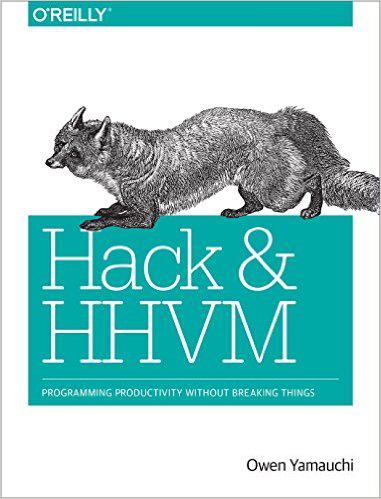 O'REILLY®
Hack &
HHVM
PROGRAMMING PRODUCTIVITY WITHOUT BREAKING THINGS
Owen Yamauchi